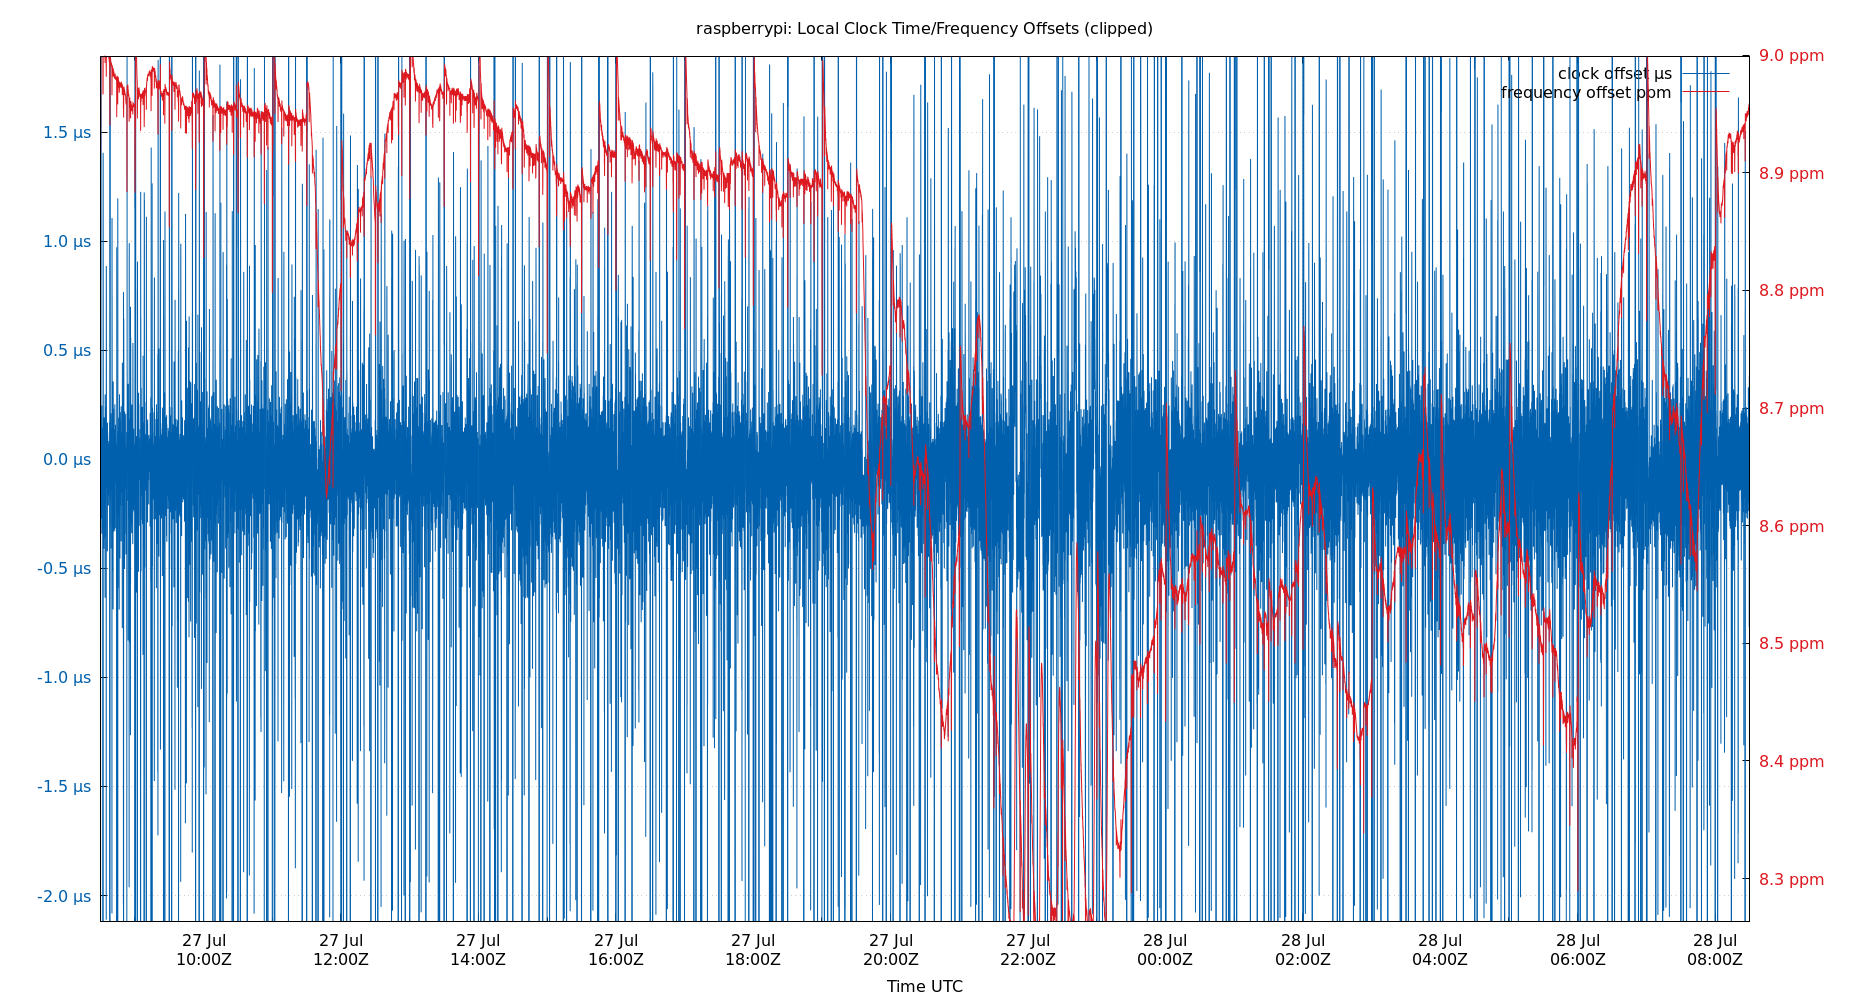 raspberrypi: Local Clock Time/Frequency Offsets (clipped)
clock offset µs
frequency offset ppm
1.5 µs
1.0 µs
0.5 µs
0.0 µs
-0.5 µs
-1.0 µs
-1.5 µs
-2.0 µs
9.0 ppm
8.9 ppm
8.8 ppm
8.7 ppm
8.6 ppm
8.5 ppm
8.4 ppm
8.3 ppm
27 Jul
10:00Z
27 Jul
12:00Z
27 Jul
14:00Z
27 Jul
16:00Z
27 Jul
18:00Z
27 Jul
20:00Z
27 Jul
22:00Z
28 Jul
00:00Z
28 Jul
02:00Z
28 Jul
04:00Z
28 Jul
06:00Z
28 Jul
08:00Z
Time UTC